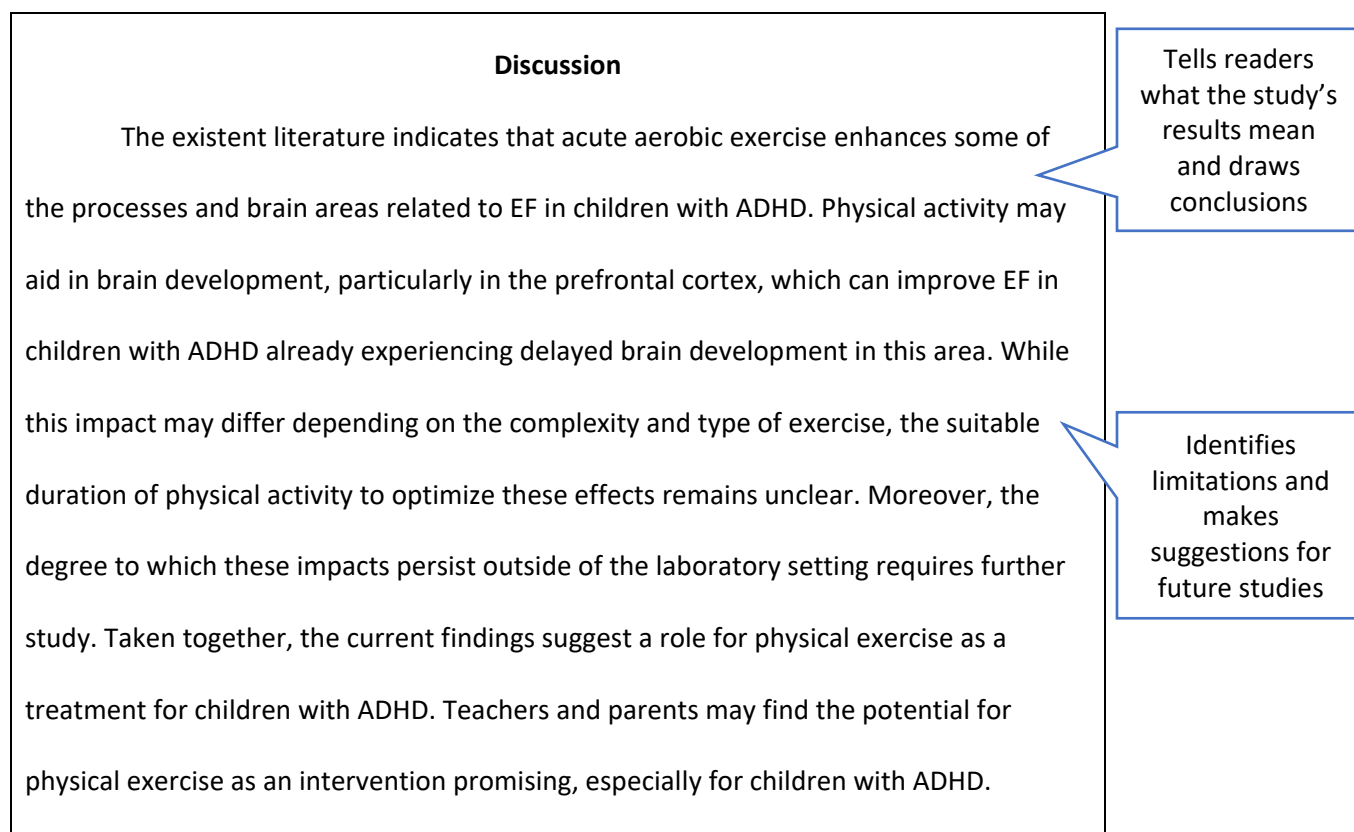 Discussion
The existent literature indicates that acute aerobic exercise enhances some of
the processes and brain areas related to EF in children with ADHD. Physical activity may
aid in brain development, particularly in the prefrontal cortex, which can improve EF in
children with ADHD already experiencing delayed brain development in this area. While
this impact may differ depending on the complexity and type of exercise, the suitable
duration of physical activity to optimize these effects remains unclear. Moreover, the
degree to which these impacts persist outside of the laboratory setting requires further
study. Taken together, the current findings suggest a role for physical exercise as a
treatment for children with ADHD. Teachers and parents may find the potential for
physical exercise as an intervention promising, especially for children with ADHD.
Tells readers
what the study’s
results mean
and draws
conclusions
Identifies
limitations and
makes
suggestions for
future studies